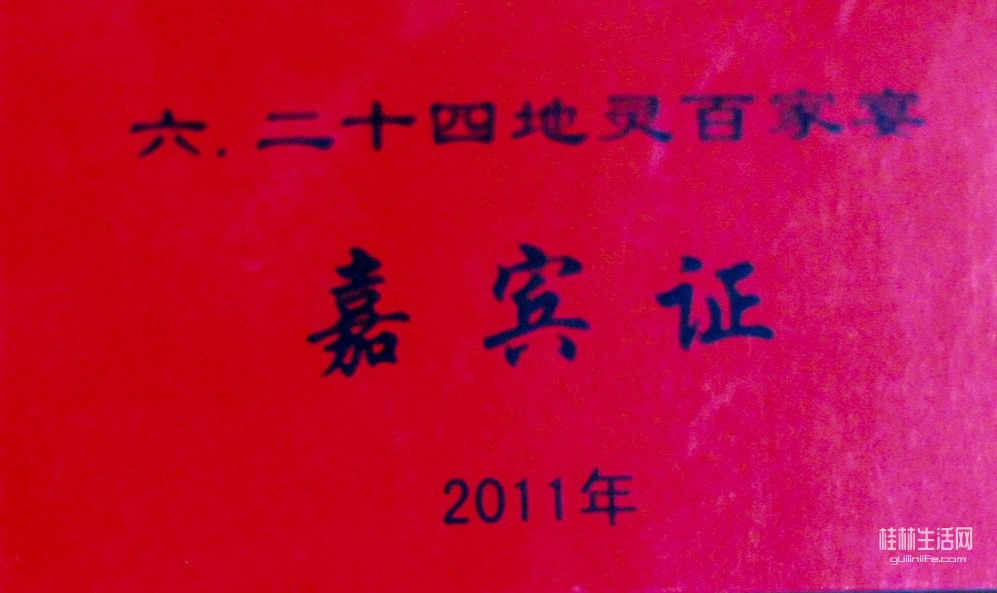 六.二十四地灵百家宴
嘉宾证
2011年
桂林生活网
guilinlife.com